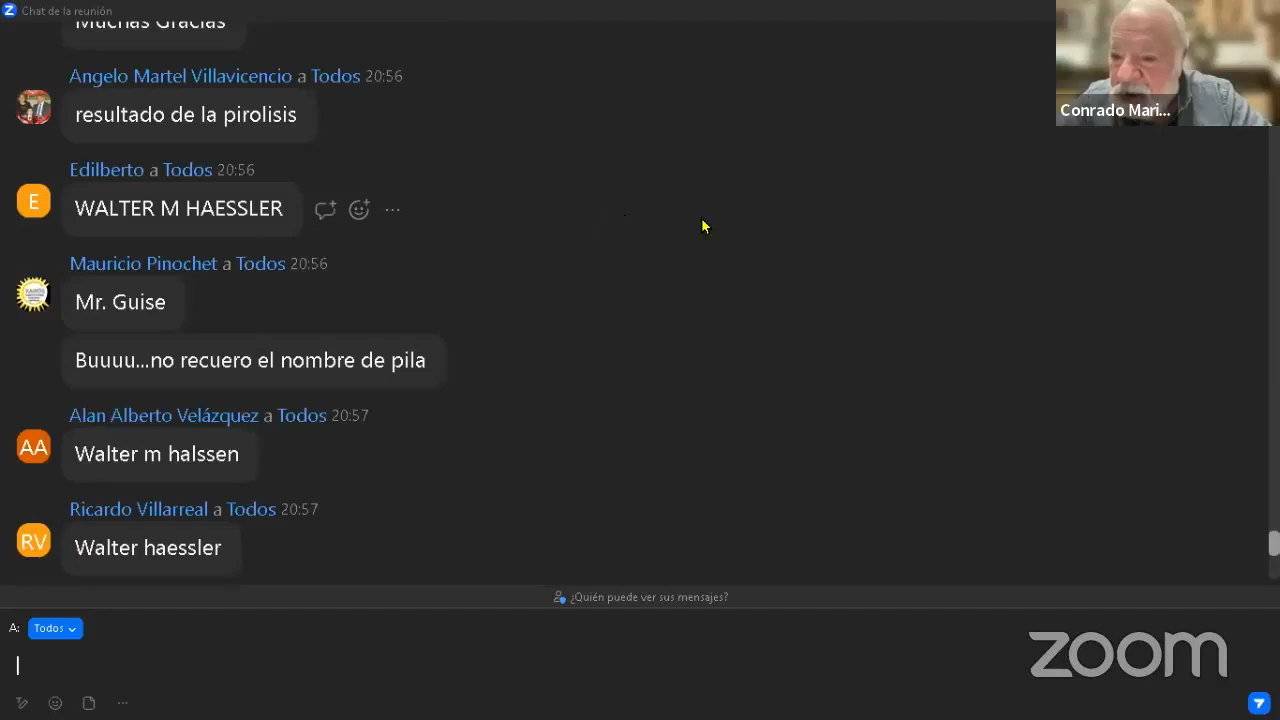 Chat de la reunión
Muchas Gracias
Angelo Martel Villavicencio a Todos 20:56
resultado de la pirolisis
Edilberto a Todos 20:56
E
WALTER M HAESSLER
Mauricio Pinochet a Todos 20:56
Mr. Guise
Buuuu...no recuero el nombre de pila
Alan Alberto Velázquez a Todos 20:57
AA
Walter m halssen
Ricardo Villarreal a Todos 20:57
RV
Walter haessler
¿Quién puede ver sus mensajes?
A: Todos
Conrado Mari...
zoom